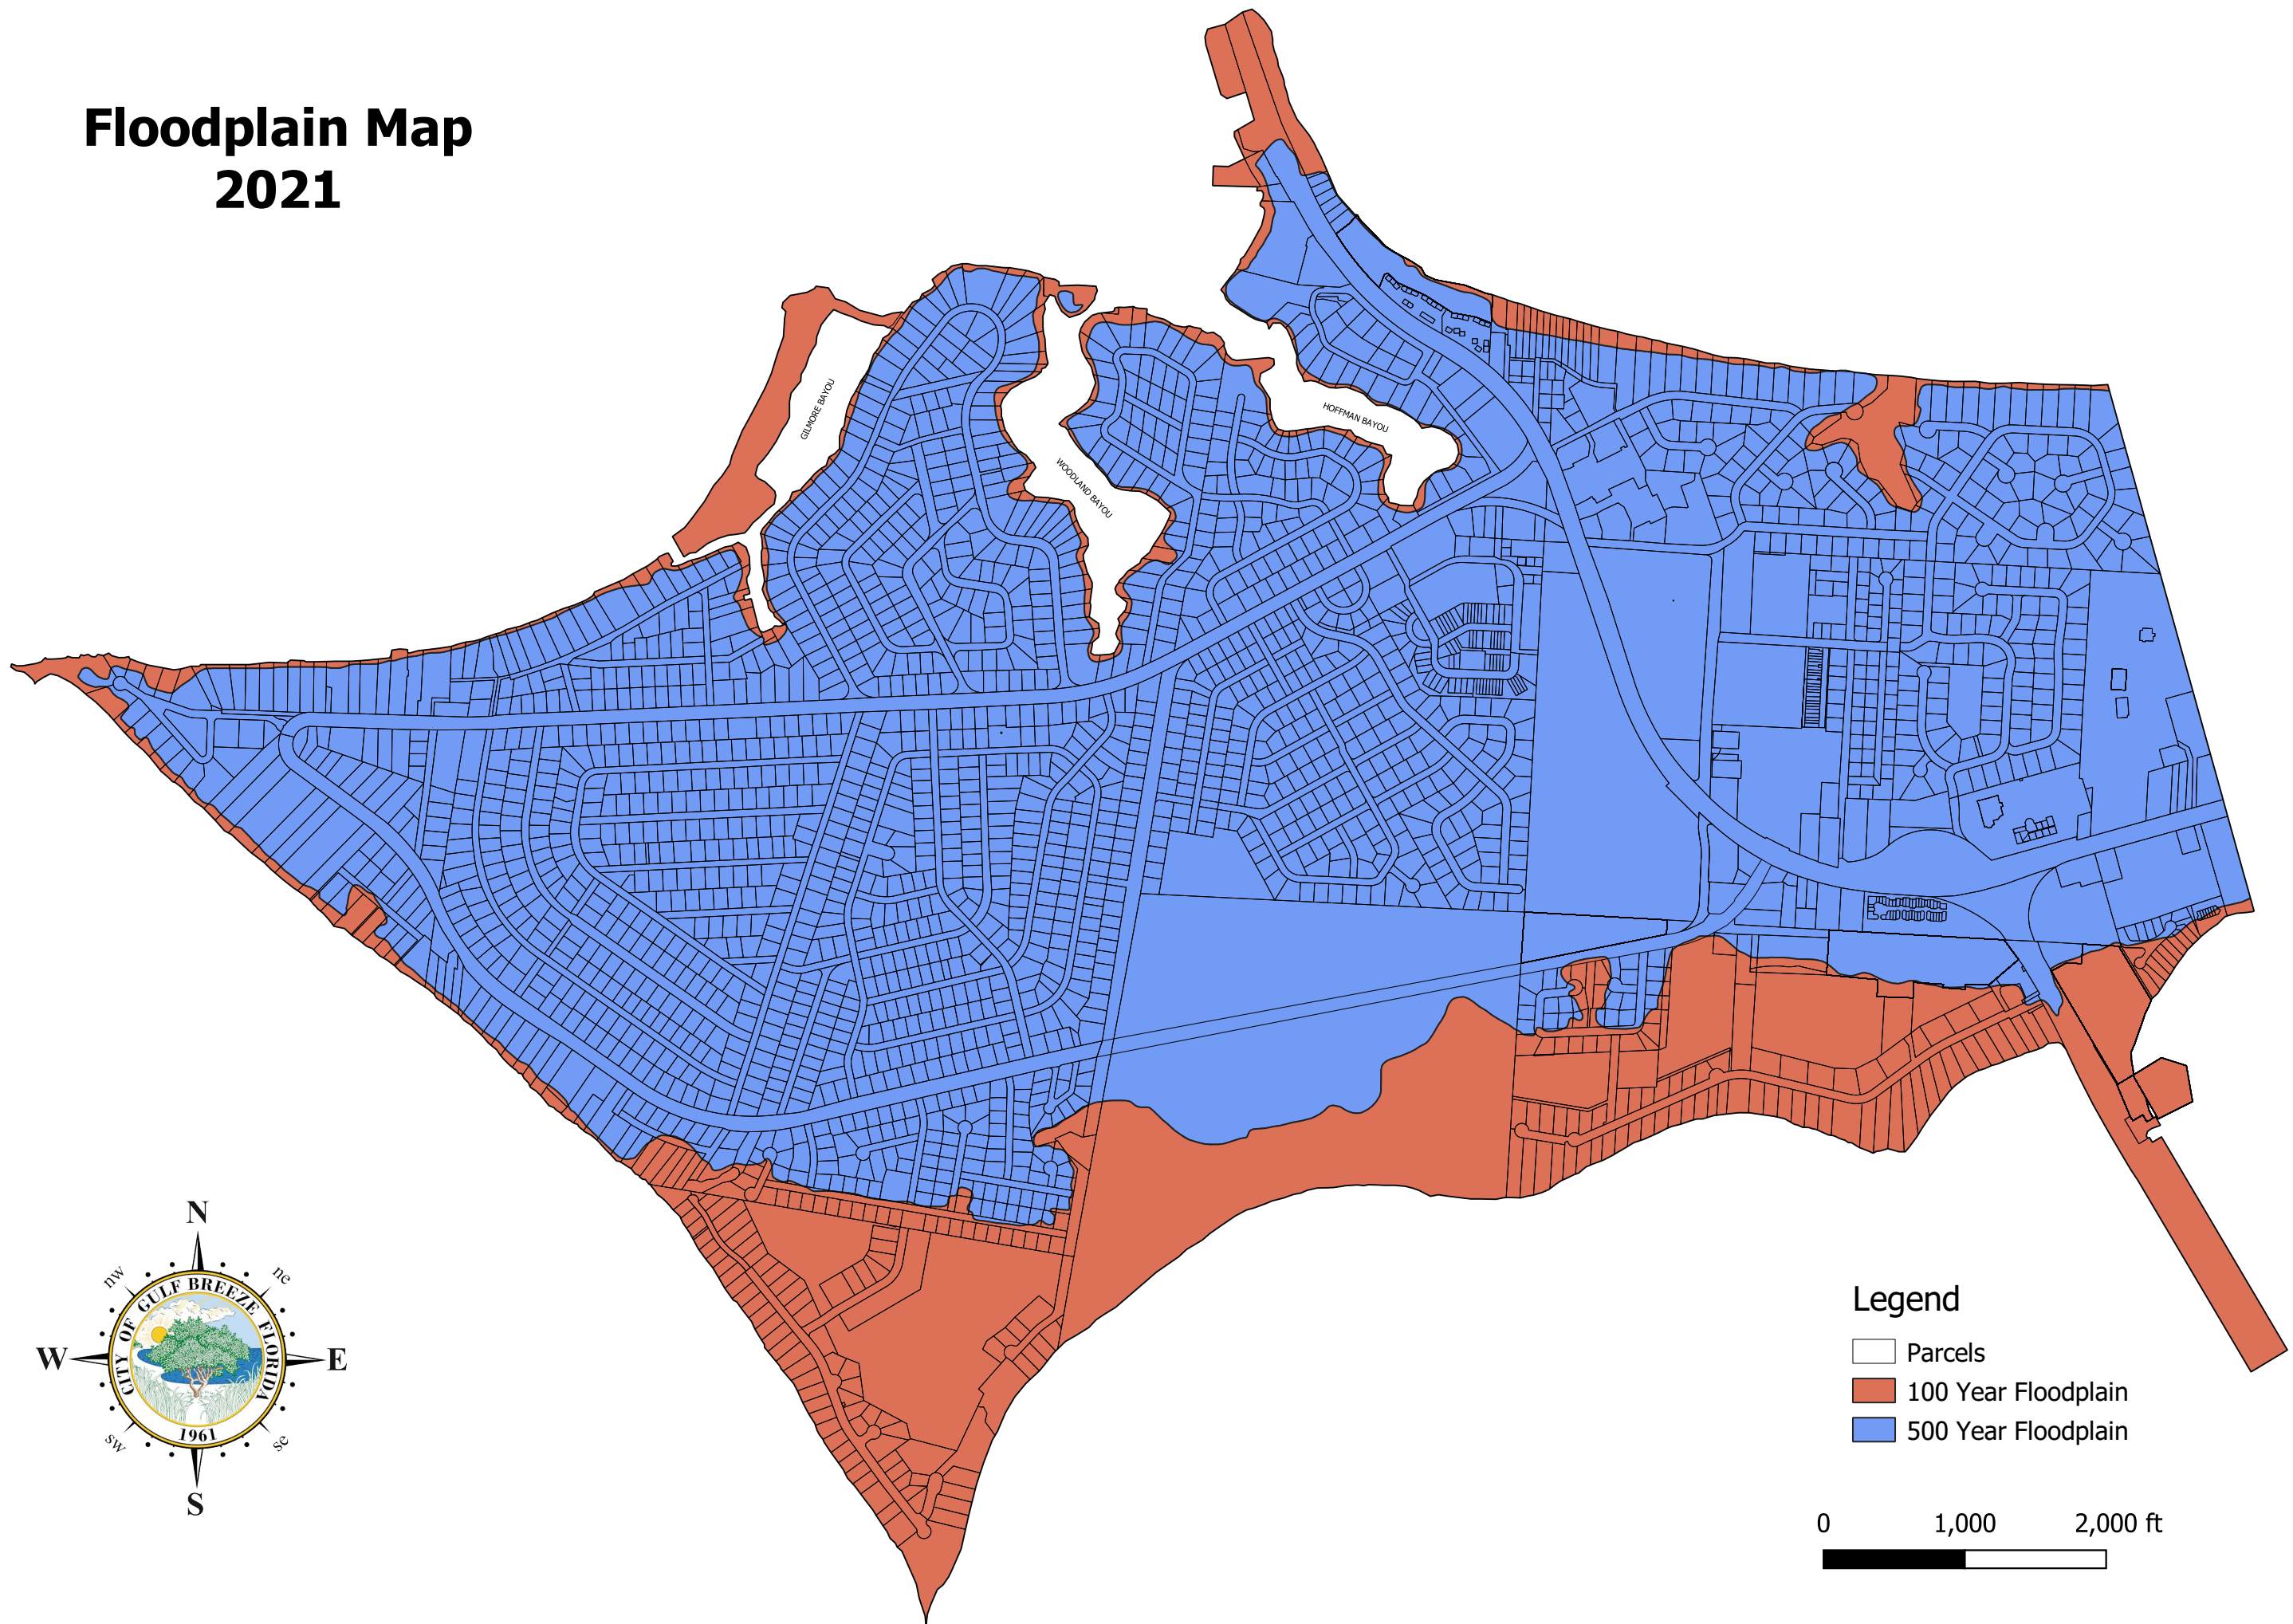 Floodplain Map
2021
GILMORE BAYOU
WOODLAND BAYOU
HOFFMAN BAYOU
N
nw
ne
W
E
sw
se
S
CITY OF GULF BREEZE FLORIDA
1961
Legend
Parcels
100 Year Floodplain
500 Year Floodplain
0 1,000 2,000 ft